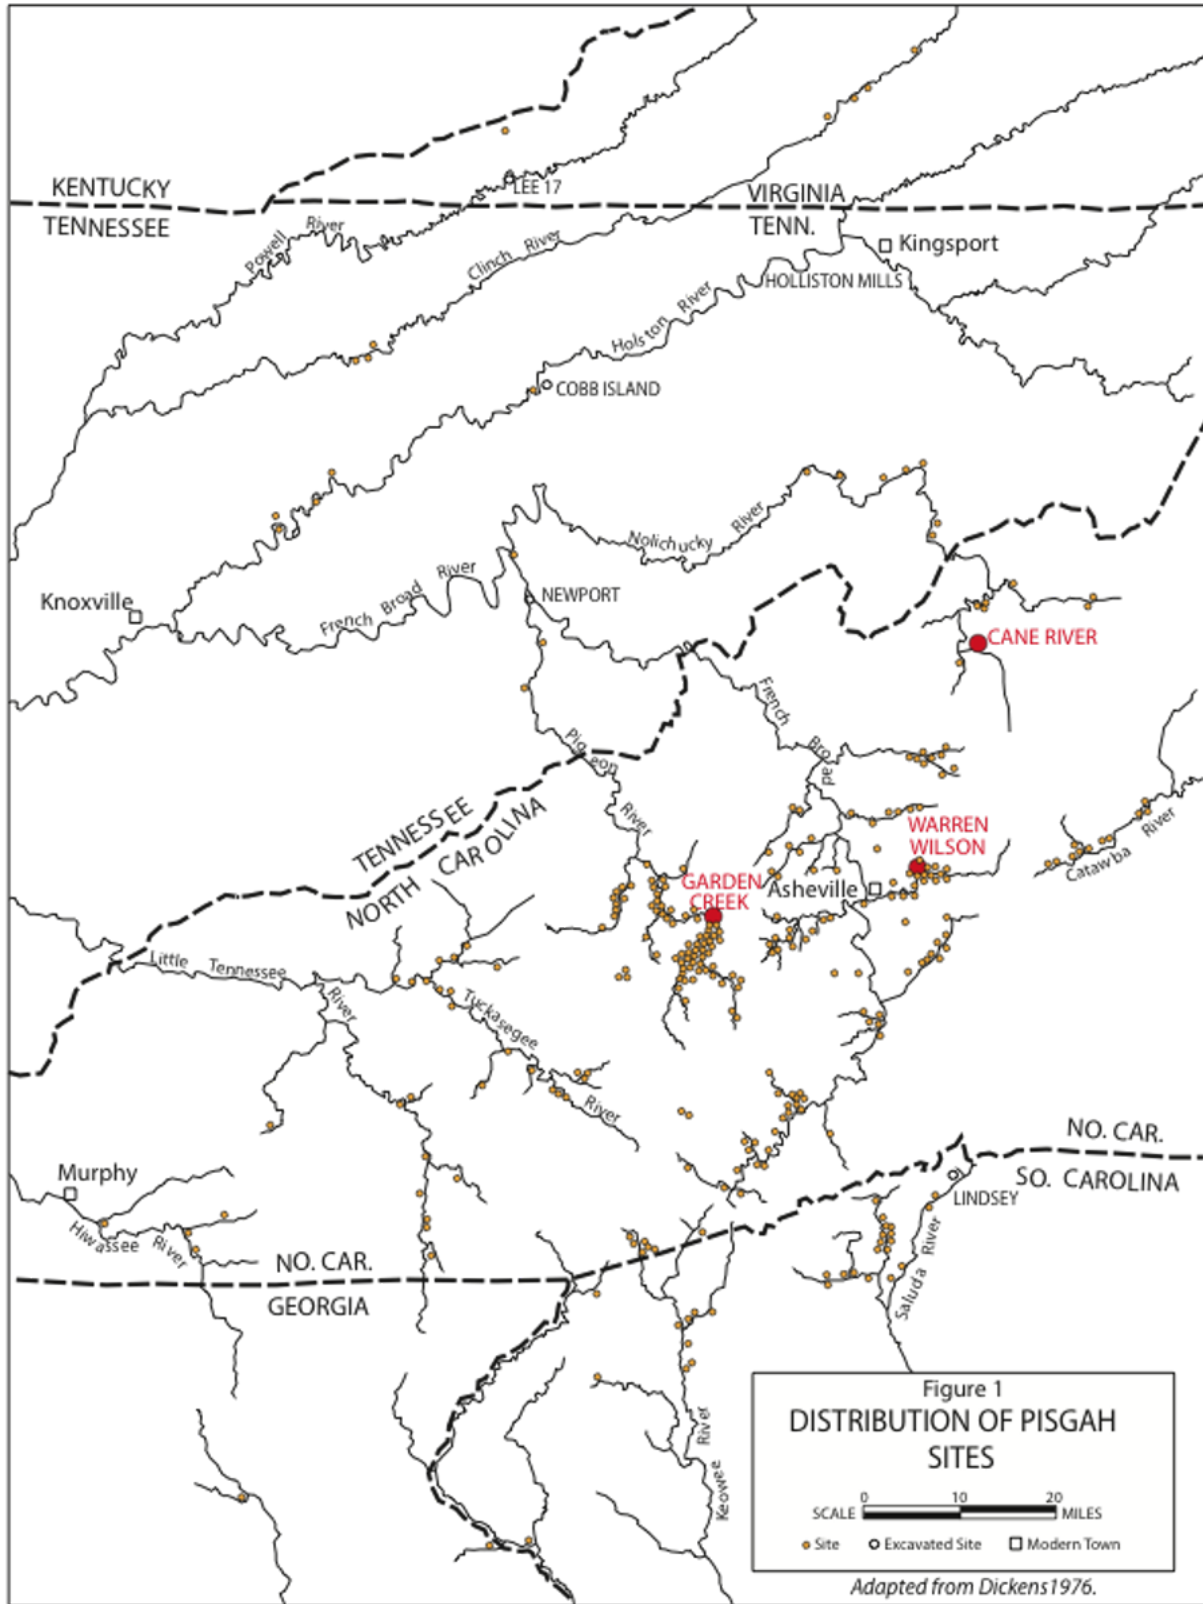 KENTUCKY
TENNESSEE
LEE 17
VIRGINIA
TENN.
Powell River
Clinch River
Kingsport
HOLLISTON MILLS
Holston River
COBB ISLAND
Nolichucky River
Knoxville
French Broad River
NEWPORT
CANE RIVER
French Broad
Pigeon River
TENNESSEE
NORTH CAROLINA
WARREN
WILSON
Catawba River
GARDEN
CREEK
Asheville
Little Tennessee River
Tuckasegee River
NO. CAR.
SO. CAROLINA
Murphy
LINDSEY
Hiwassee River
NO. CAR.
GEORGIA
Saluda River
Keowee River
Figure 1
DISTRIBUTION OF PISGAH
SITES
0 10 20
SCALE MILES
Site Excavated Site Modern Town
Adapted from Dickens1976.